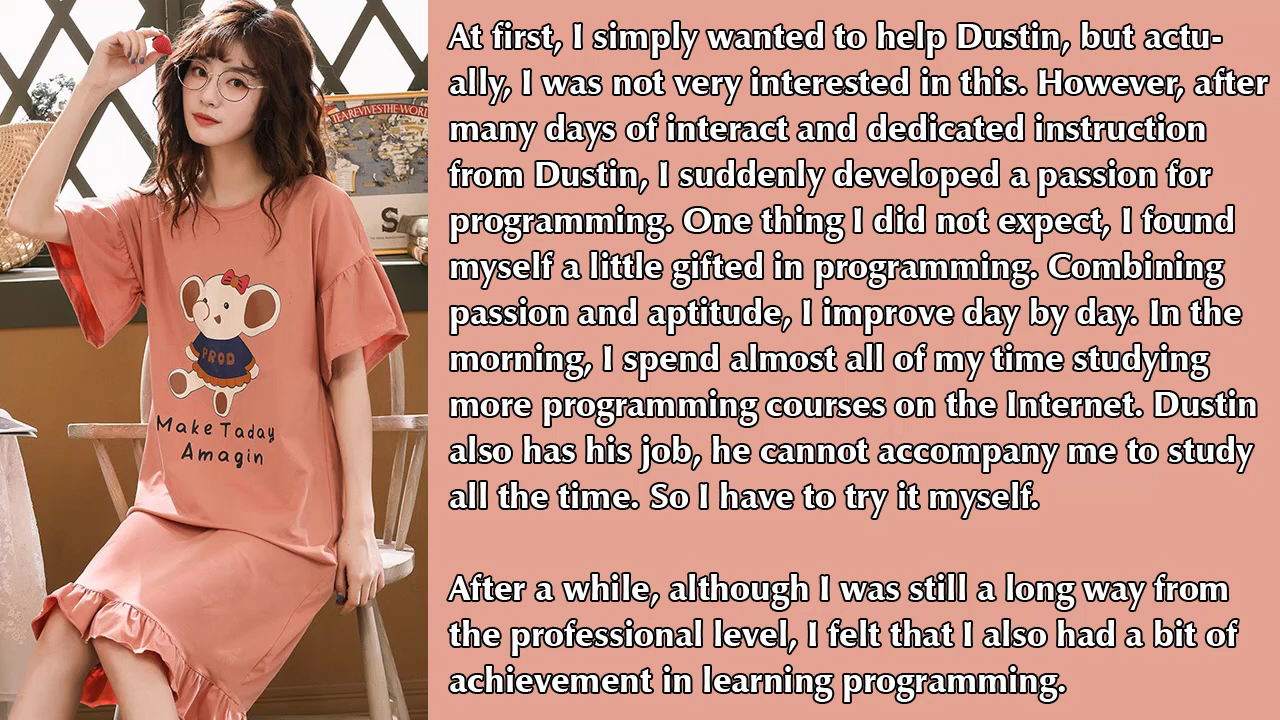 TEA REVIVES THE WORL
S
PROD
Make Taday
Amagin
At first, I simply wanted to help Dustin, but actu-
ally, I was not very interested in this. However, after
many days of interact and dedicated instruction
from Dustin, I suddenly developed a passion for
programming. One thing I did not expect, I found
myself a little gifted in programming. Combining
passion and aptitude, I improve day by day. In the
morning, I spend almost all of my time studying
more programming courses on the Internet. Dustin
also has his job, he cannot accompany me to study
all the time. So I have to try it myself.
After a while, although I was still a long way from
the professional level, I felt that I also had a bit of
achievement in learning programming.